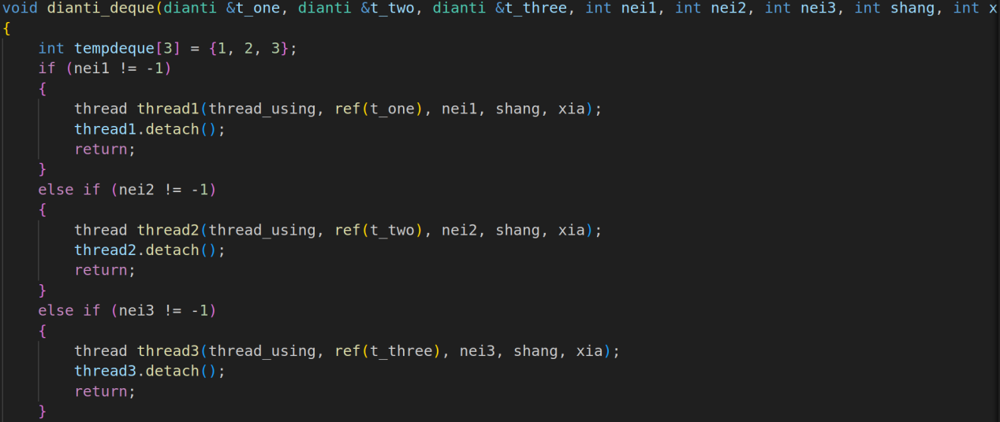 void dianti_deque(dianti &t_one, dianti &t_two, dianti &t_three, int nei1, int nei2, int nei3, int shang, int x
{
    int tempdeque[3] = {1, 2, 3};
    if (nei1 != -1)
    {
        thread thread1(thread_using, ref(t_one), nei1, shang, xia);
        thread1.detach();
        return;
    }
    else if (nei2 != -1)
    {
        thread thread2(thread_using, ref(t_two), nei2, shang, xia);
        thread2.detach();
        return;
    }
    else if (nei3 != -1)
    {
        thread thread3(thread_using, ref(t_three), nei3, shang, xia);
        thread3.detach();
        return;
    }